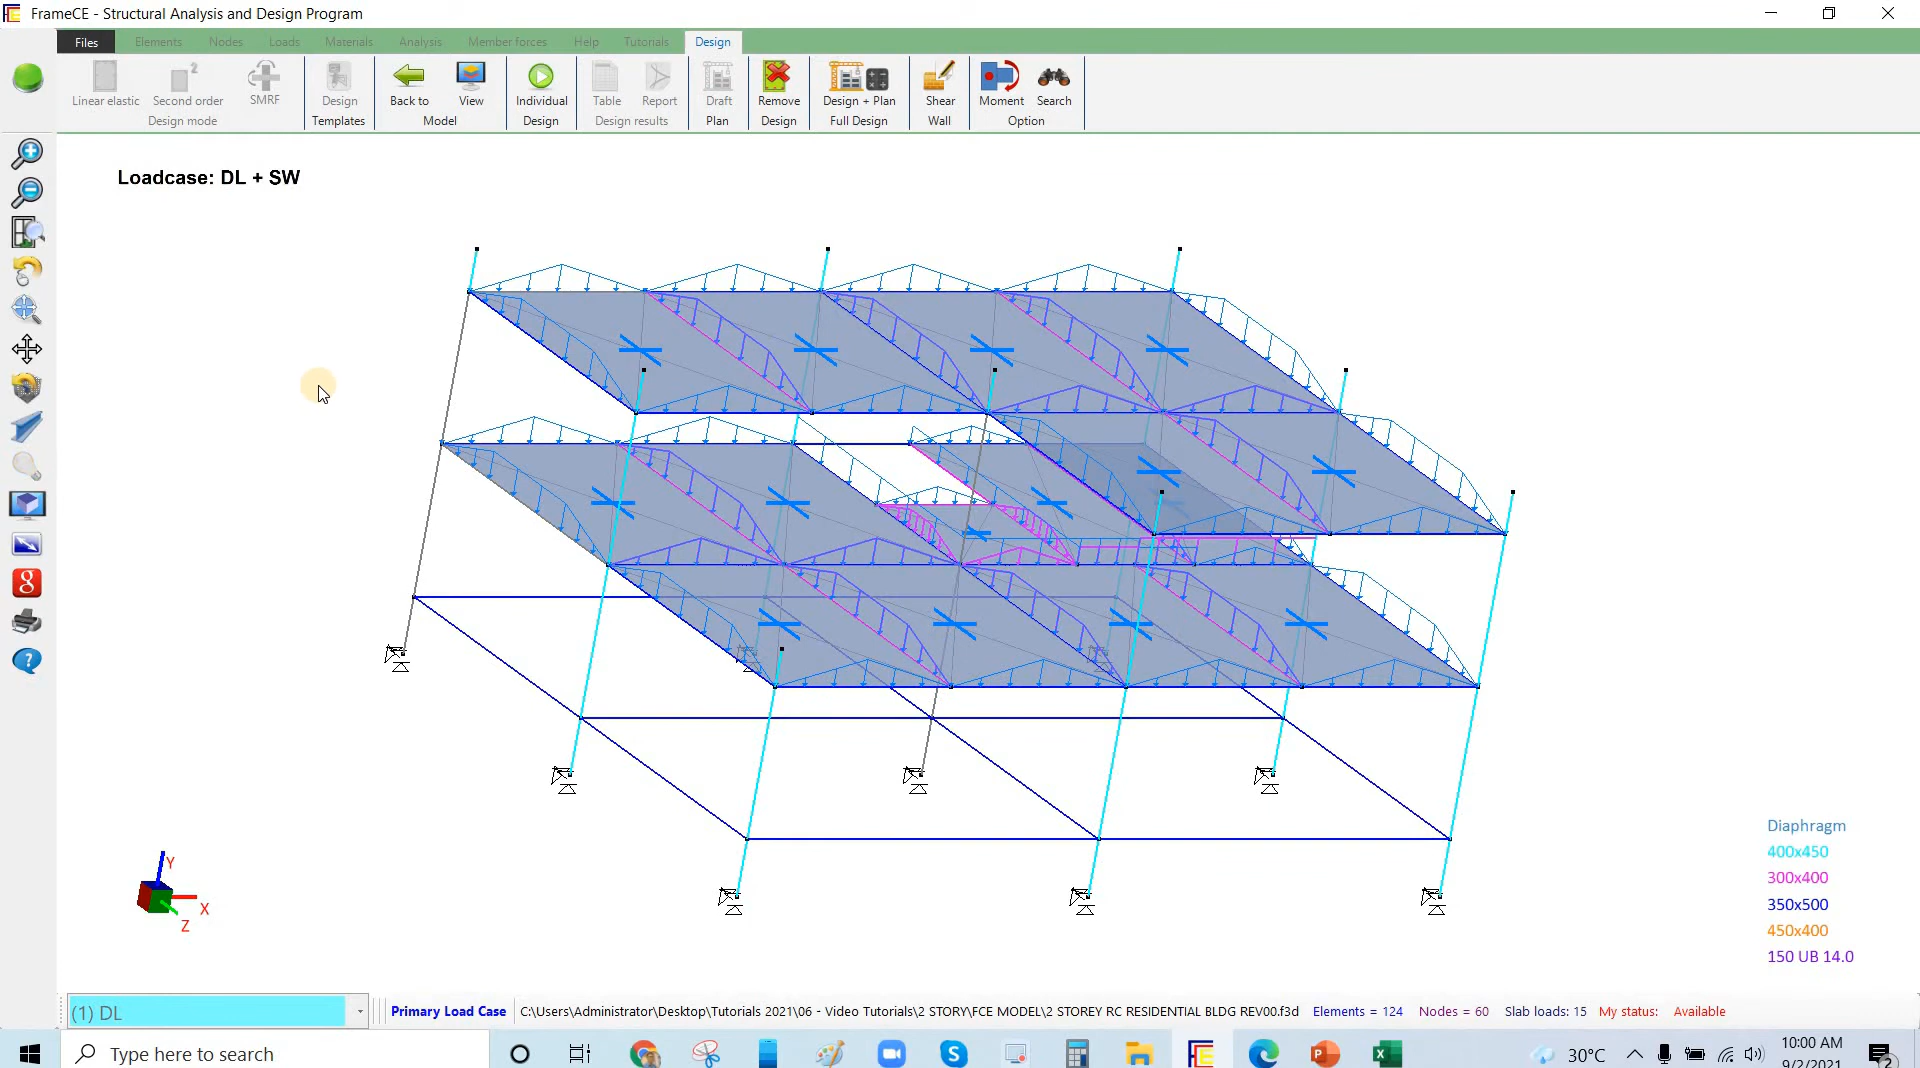 FrameCE - Structural Analysis and Design Program
Files Elements Nodes Loads Materials Analysis Member forces Help Tutorials Design
Linear elastic Second order SMRF Design Back to View Individual Table Report Draft Remove Design + Plan Shear Moment Search
Design mode Templates Model Design Design results Plan Design Full Design Wall Option
Loadcase: DL + SW
Diaphragm
400x450
300x400
350x500
450x400
150 UB 14.0
Y
X
Z
(1) DL Primary Load Case C:\Users\Administrator\Desktop\Tutorials 2021\06 - Video Tutorials\2 STORY\FCE MODEL\2 STOREY RC RESIDENTIAL BLDG REV00.f3d Elements = 124 Nodes = 60 Slab loads: 15 My status: Available
Type here to search
30°C
10:00 AM
9/2/2021
2